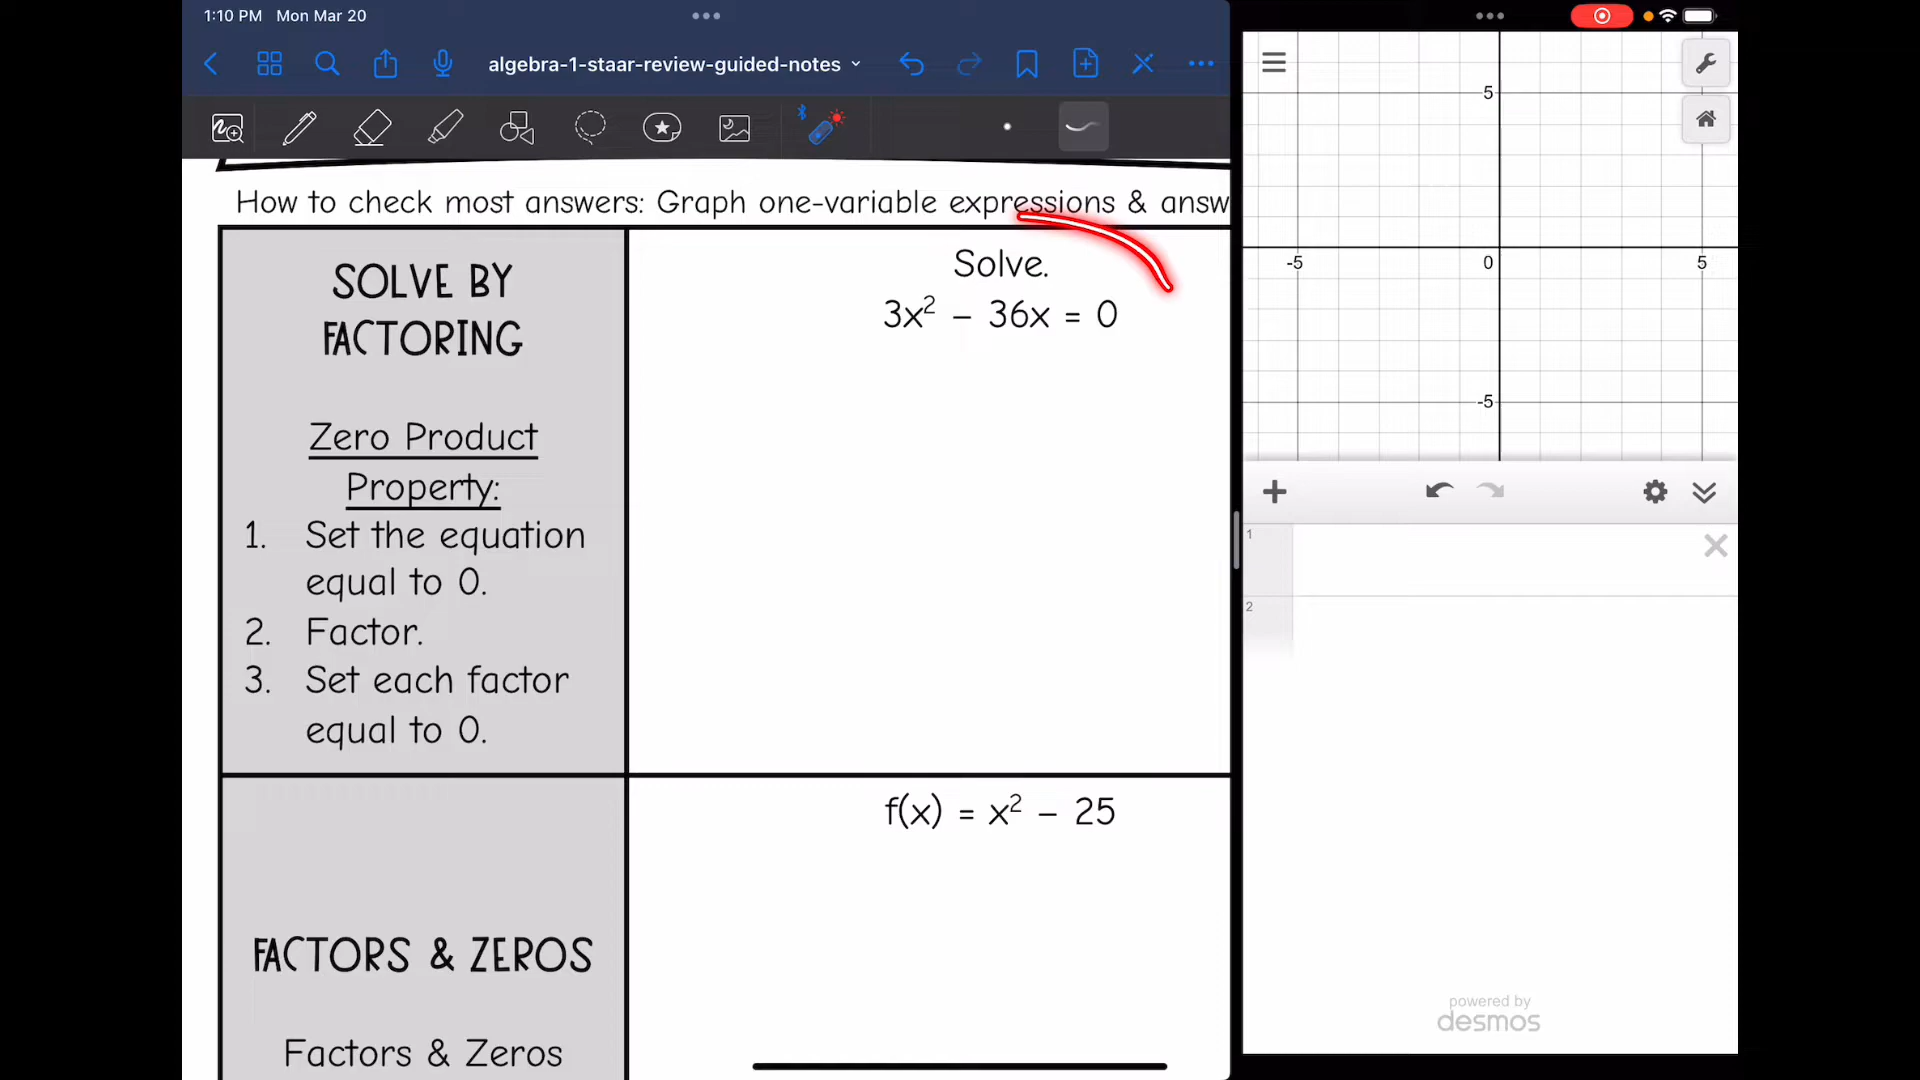 1:10 PM Mon Mar 20
algebra-1-staar-review-guided-notes
How to check most answers: Graph one-variable expressions & answ
SOLVE BY
FACTORING
Zero Product
Property:
1. Set the equation
equal to 0.
2. Factor.
3. Set each factor
equal to 0.
Solve.
3x² – 36x = 0
FACTORS & ZEROS
Factors & Zeros
f(x) = x² – 25
5
-5
0
5
-5
1
2
powered by
desmos